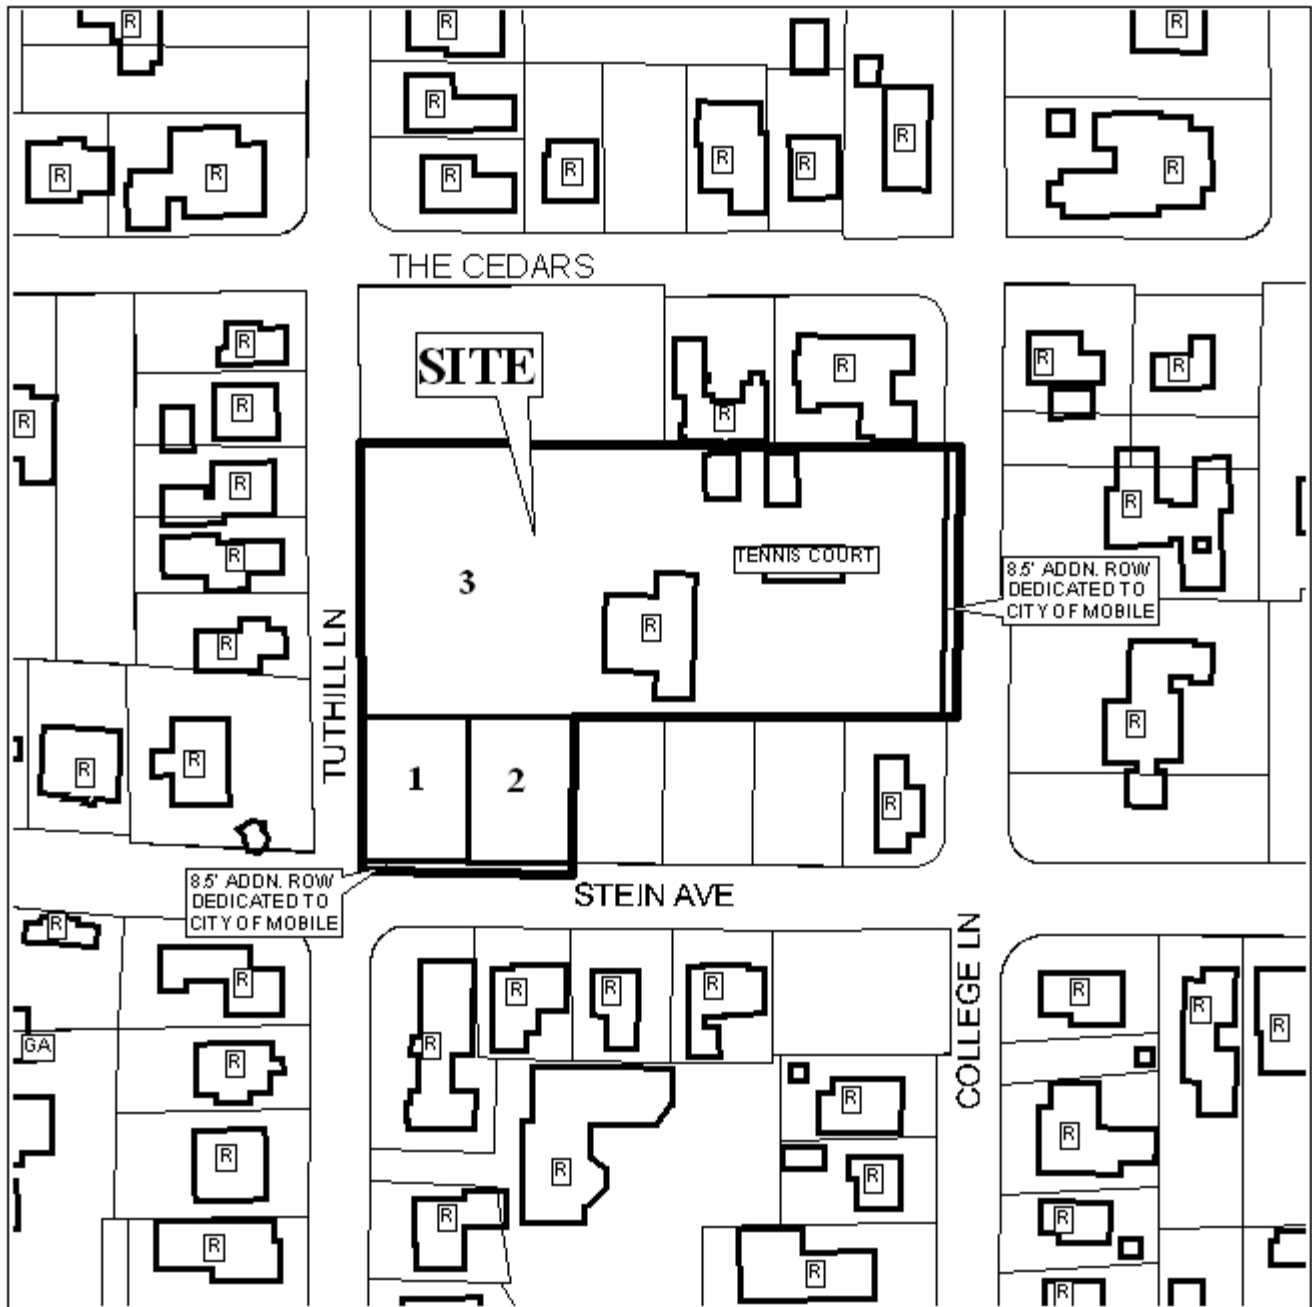 R
R
R
R
R
R
R
R
R
R
R
R
THE CEDARS
R
R
SITE
R
R
R
R
R
R
R
R
TENNIS COURT
8.5' ADDN. ROW
DEDICATED TO
CITY OF MOBILE
3
R
R
TUTHILL LN
R
R
R
1
2
R
8.5' ADDN. ROW
DEDICATED TO
CITY OF MOBILE
STEIN AVE
R
COLLEGE LN
R
R
R
R
R
R
R
GA
R
R
R
R
R
R
R
R
R
R
R
R